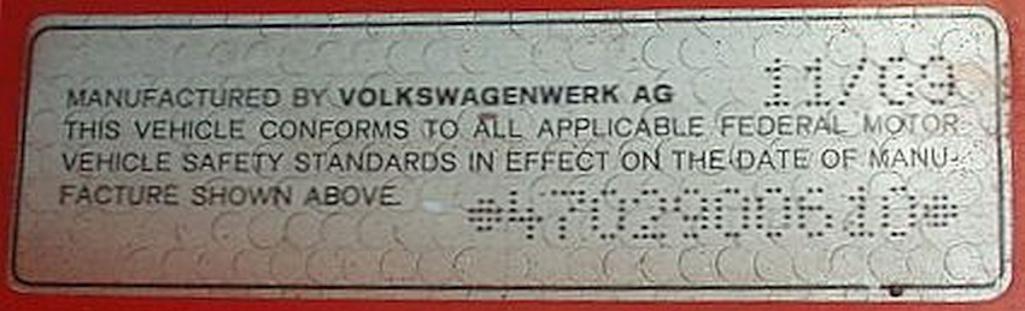 11/69
MANUFACTURED BY VOLKSWAGENWERK AG
THIS VEHICLE CONFORMS TO ALL APPLICABLE FEDERAL MOTOR
VEHICLE SAFETY STANDARDS IN EFFECT ON THE DATE OF MANU-
FACTURE SHOWN ABOVE.
*4702900610*